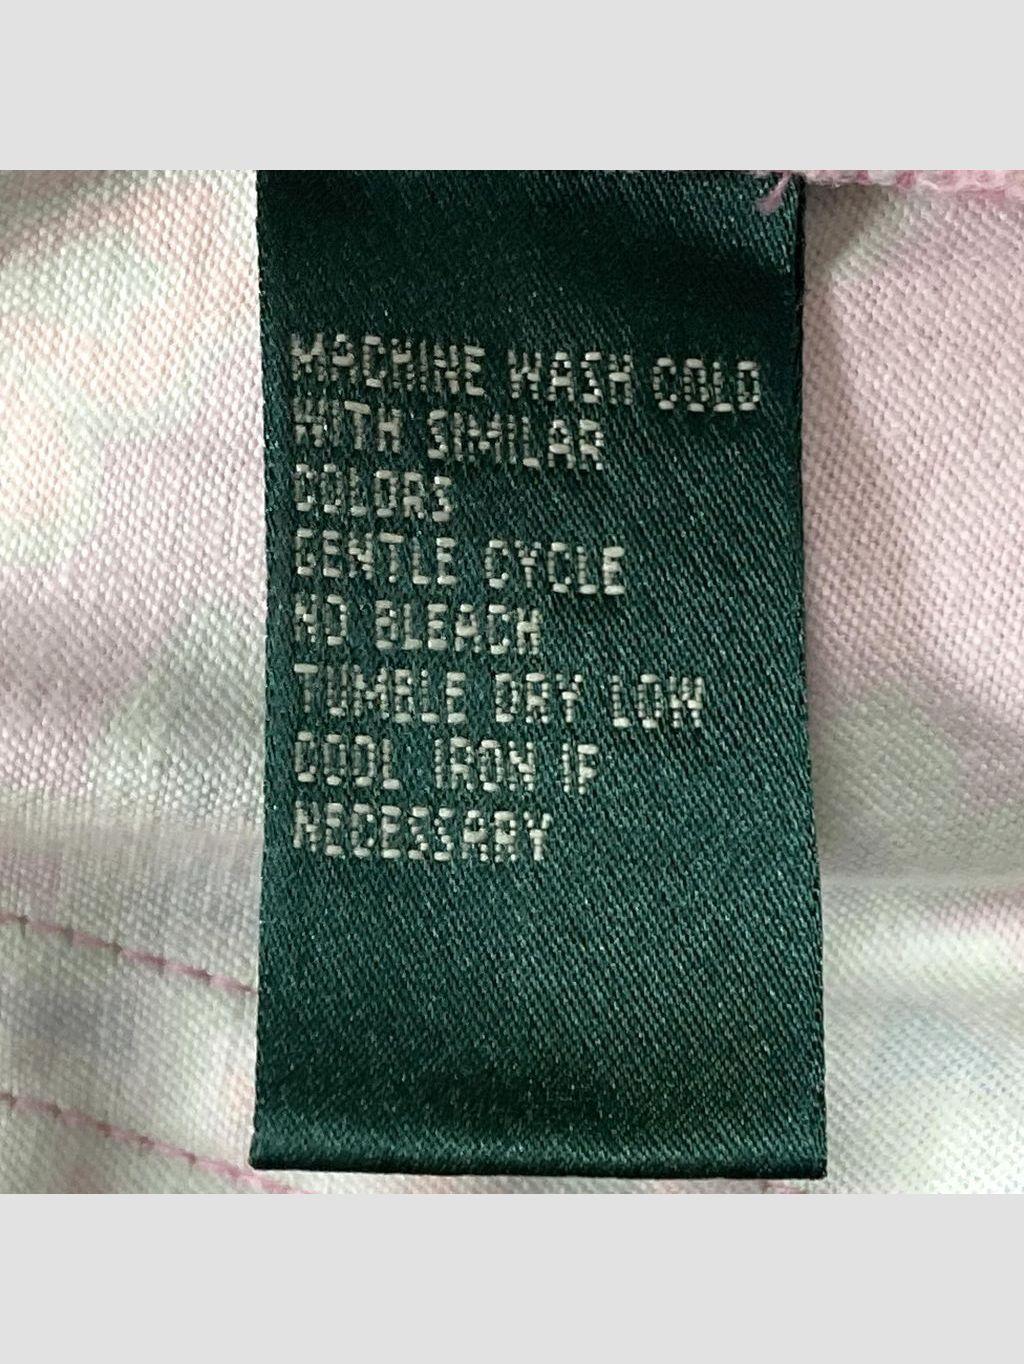 MACHINE WASH COLD
WITH SIMILAR
COLORS
GENTLE CYCLE
NO BLEACH
TUMBLE DRY LOW
COOL IRON IF
NECESSARY